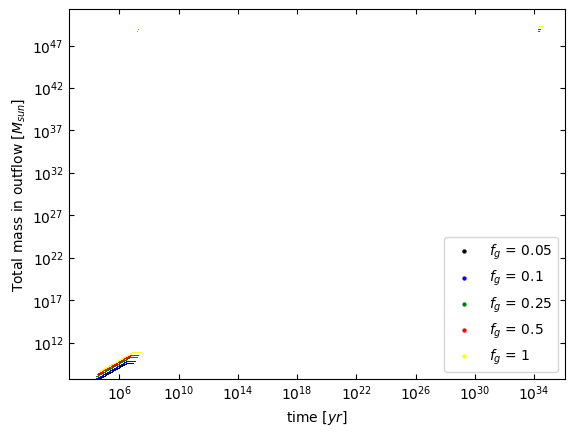 10^47
10^42
10^37
10^32
10^27
10^22
10^17
10^12
Total mass in outflow [M_sun]
f_g = 0.05
f_g = 0.1
f_g = 0.25
f_g = 0.5
f_g = 1
10^6 10^10 10^14 10^18 10^22 10^26 10^30 10^34
time [yr]